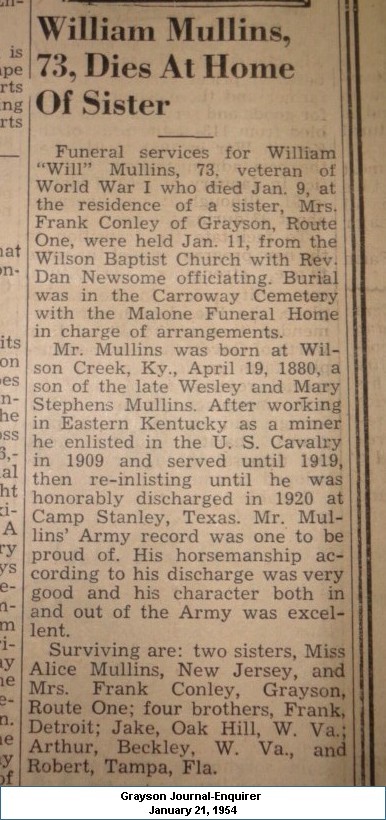 William Mullins,
73, Dies At Home
Of Sister
Funeral services for William
"Will" Mullins, 73, veteran of
World War I who died Jan. 9, at
the residence of a sister, Mrs.
Frank Conley of Grayson, Route
One, were held Jan. 11, from the
Wilson Baptist Church with Rev.
Dan Newsome officiating. Burial
was in the Carroway Cemetery
with the Malone Funeral Home
in charge of arrangements.
Mr. Mullins was born at Wil-
son Creek, Ky., April 19, 1880, a
son of the late Wesley and Mary
Stephens Mullins. After working
in Eastern Kentucky as a miner
he enlisted in the U. S. Cavalry
in 1909 and served until 1919,
then re-inlisting until he was
honorably discharged in 1920 at
Camp Stanley, Texas. Mr. Mul-
lins' Army record was one to be
proud of. His horsemanship ac-
cording to his discharge was very
good and his character both in
and out of the Army was excel-
lent.
Surviving are: two sisters, Miss
Alice Mullins, New Jersey, and
Mrs. Frank Conley, Grayson,
Route One; four brothers, Frank,
Detroit; Jake, Oak Hill, W. Va.;
Arthur, Beckley, W. Va., and
Robert, Tampa, Fla.
Grayson Journal-Enquirer
January 21, 1954